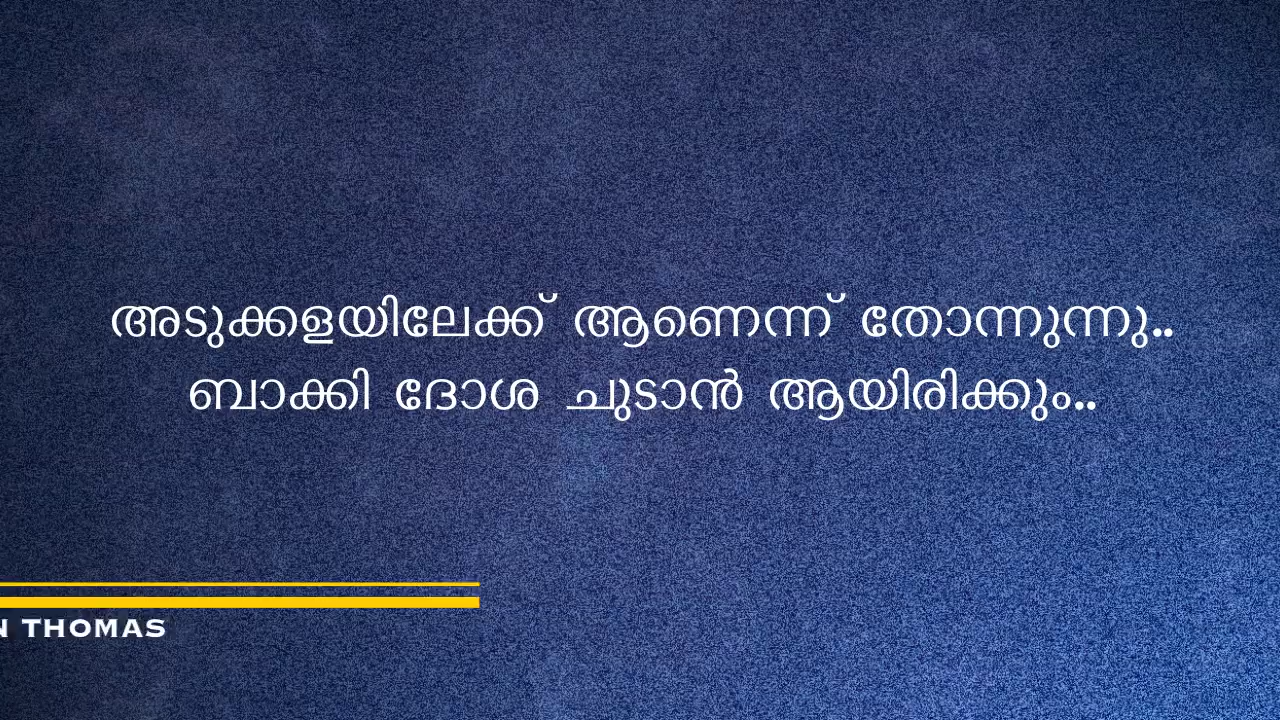 അടുക്കളയിലേക്ക് ആണെന്ന് തോന്നുന്നു..
ബാക്കി ദോശ ചുടാൻ ആയിരിക്കും..
N THOMAS